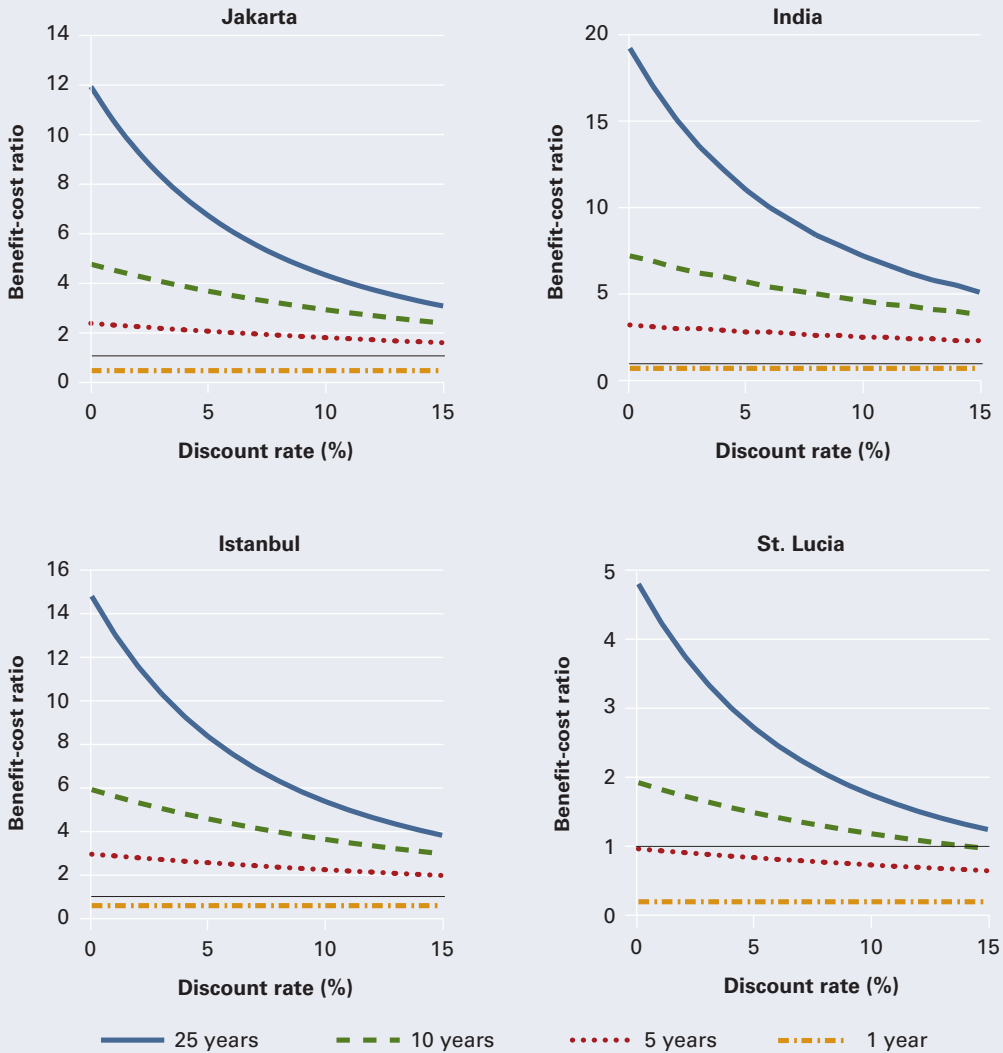 Jakarta
Benefit-cost ratio
14
12
10
8
6
4
2
0
0 5 10 15
Discount rate (%)
India
Benefit-cost ratio
20
15
10
5
0
0 5 10 15
Discount rate (%)
Istanbul
Benefit-cost ratio
16
14
12
10
8
6
4
2
0
0 5 10 15
Discount rate (%)
St. Lucia
Benefit-cost ratio
5
4
3
2
1
0
0 5 10 15
Discount rate (%)
25 years 10 years 5 years 1 year